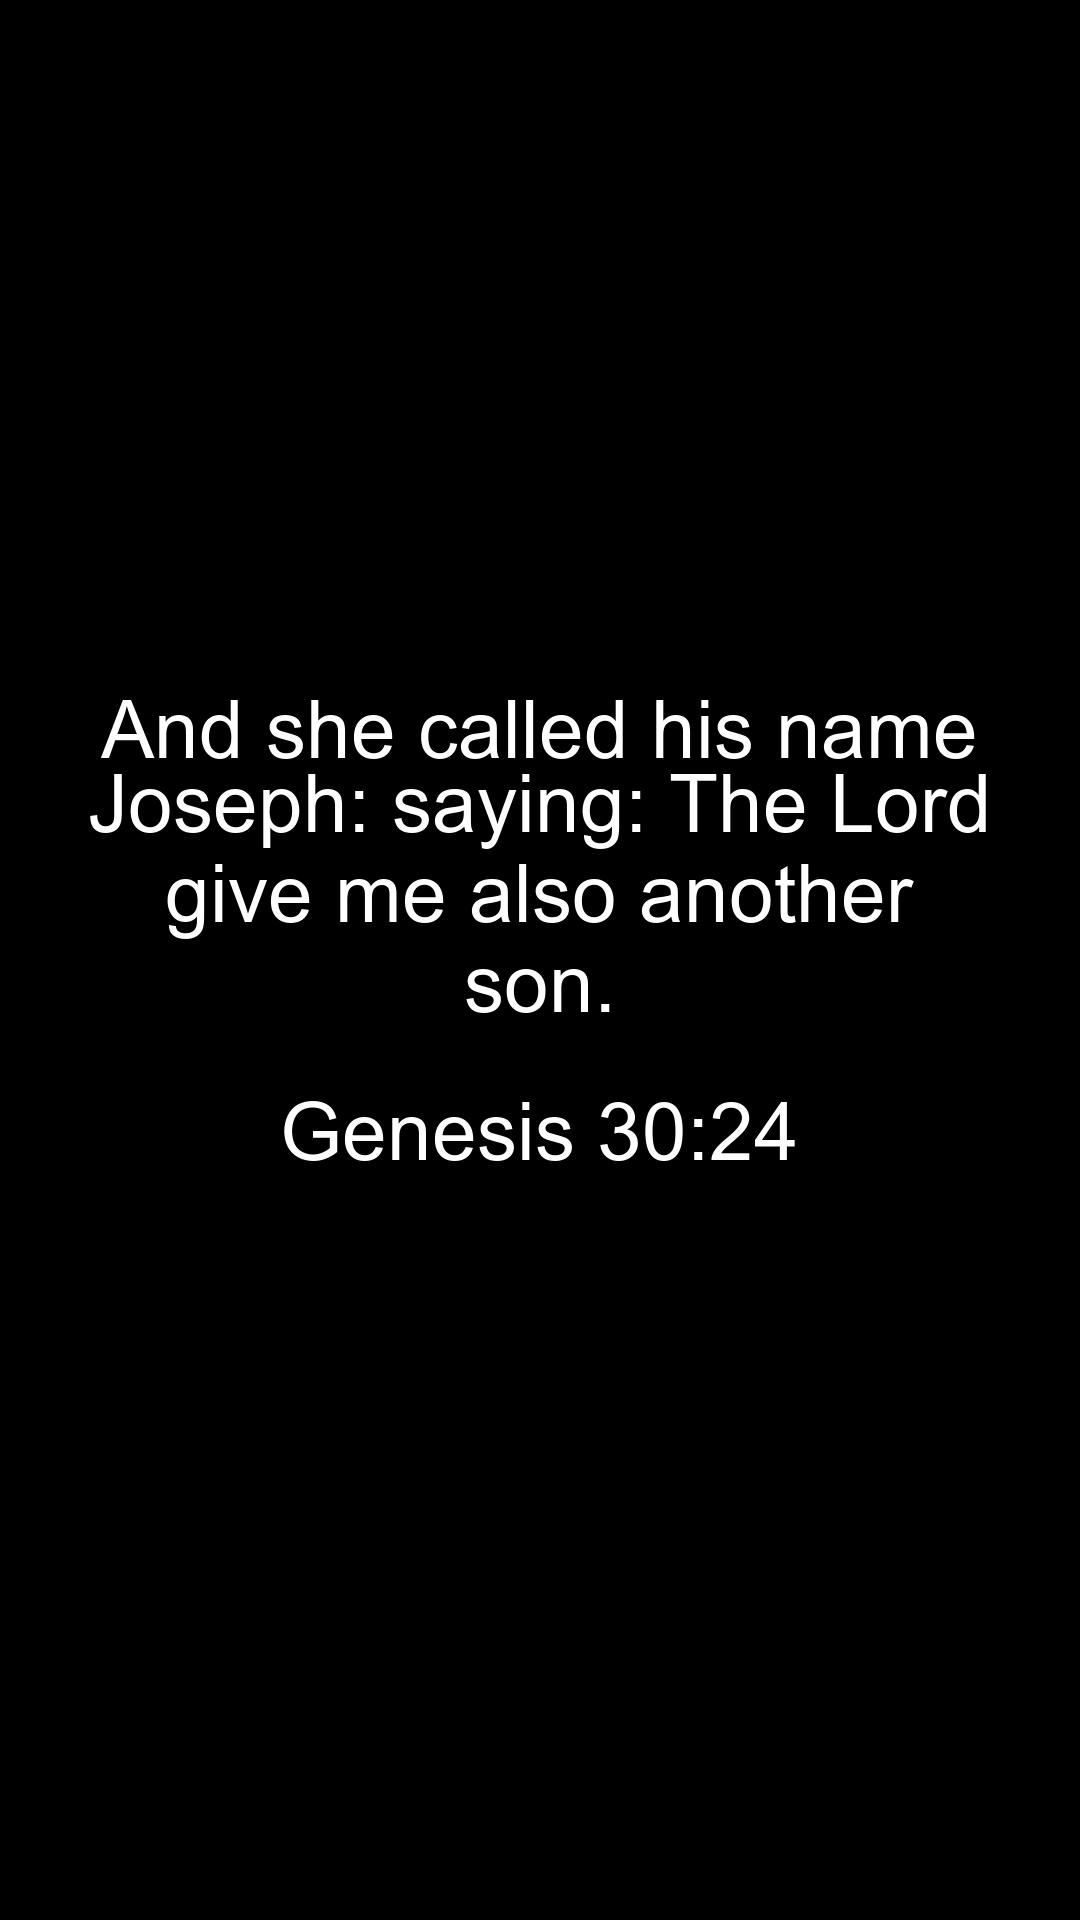 And she called his name
Joseph: saying: The Lord
give me also another
son.
Genesis 30:24